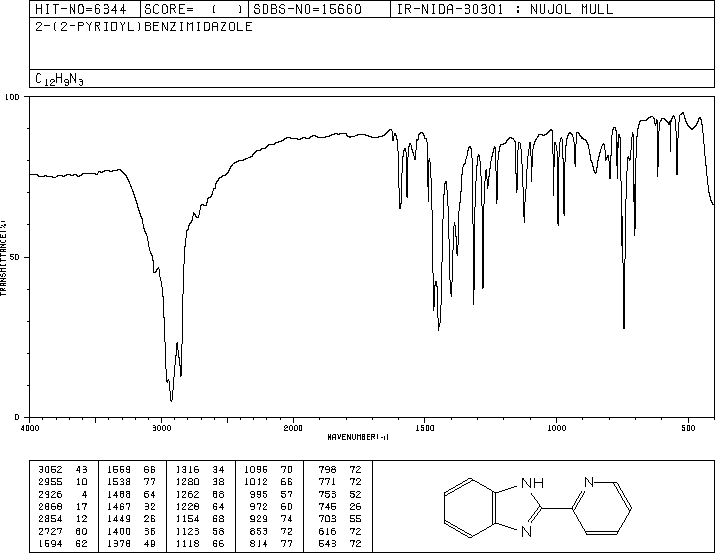 HIT-NO=6344 SCORE= ( ) SDBS-NO=15660 IR-NIDA-30301 : NUJOL MULL
2-(2-PYRIDYL)BENZIMIDAZOLE
C12H9N3
100
50
0
TRANSMITTANCE(%)
4000 3000 2000 1500 1000 500
WAVENUMBER(-1)
3062 43 1569 66 1316 34 1096 70 798 72
2955 10 1538 77 1280 38 1012 66 771 72
2926 4 1488 64 1262 68 995 57 753 52
2868 17 1467 32 1228 64 972 60 745 26
2854 12 1449 26 1154 68 929 74 703 55
2727 60 1400 36 1123 58 853 72 616 72
1594 62 1378 49 1118 66 814 77 543 72
NH
N
N